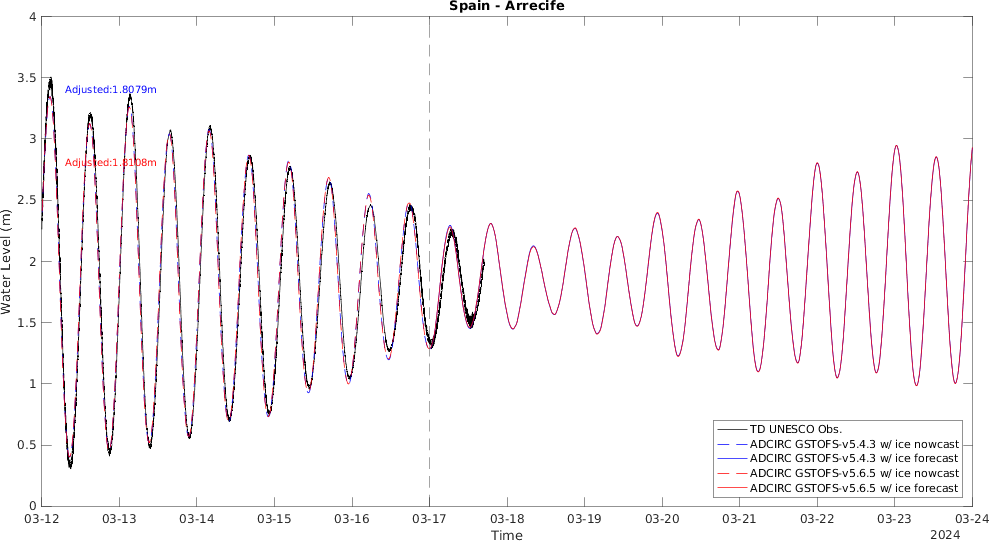 Spain - Arrecife
Water Level (m)
4
3.5
3
2.5
2
1.5
1
0.5
0
Adjusted:1.8079m
Adjusted:1.8108m
TD UNESCO Obs.
ADCIRC GSTOFS-v5.4.3 w/ ice nowcast
ADCIRC GSTOFS-v5.4.3 w/ ice forecast
ADCIRC GSTOFS-v5.6.5 w/ ice nowcast
ADCIRC GSTOFS-v5.6.5 w/ ice forecast
03-12 03-13 03-14 03-15 03-16 03-17 03-18 03-19 03-20 03-21 03-22 03-23 03-24
Time
2024